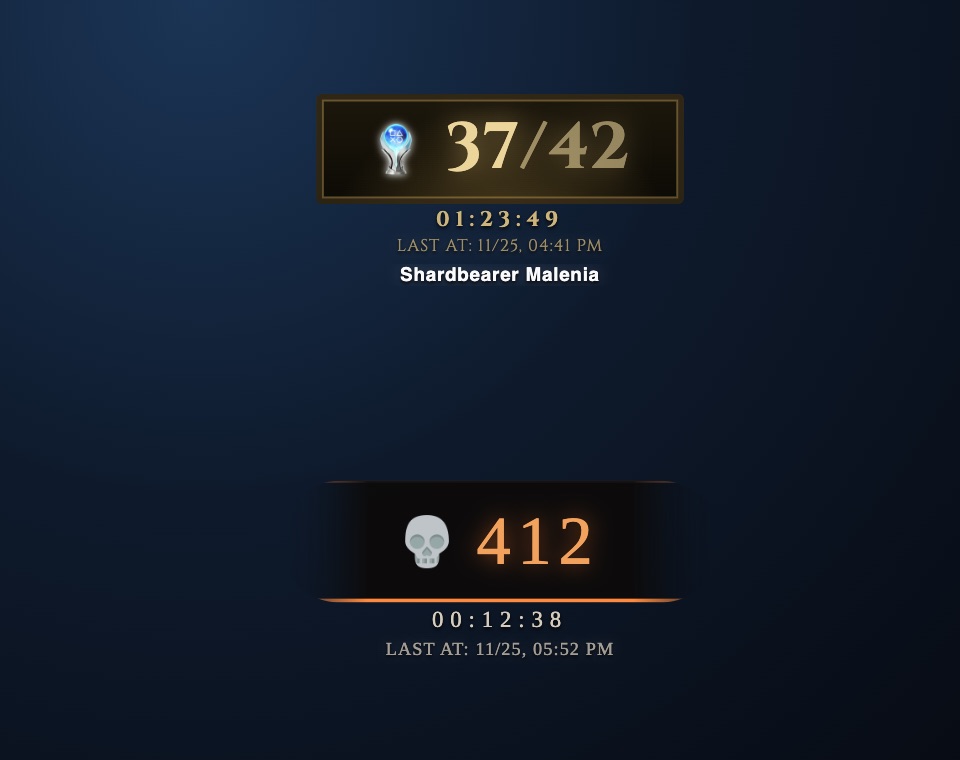 37/42
01:23:49
LAST AT: 11/25, 04:41 PM
Shardbearer Malenia
412
00:12:38
LAST AT: 11/25, 05:52 PM